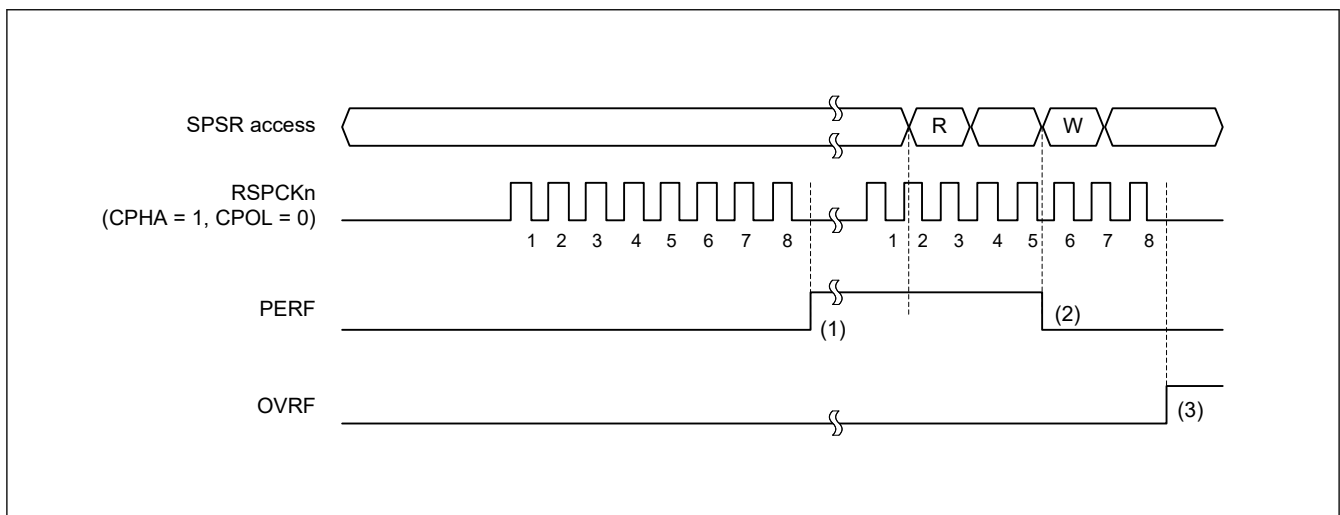 SPSR access
R
W
RSPCKn
(CPHA = 1, CPOL = 0)
1 2 3 4 5 6 7 8
1 2 3 4 5 6 7 8
PERF
(1)
(2)
OVRF
(3)